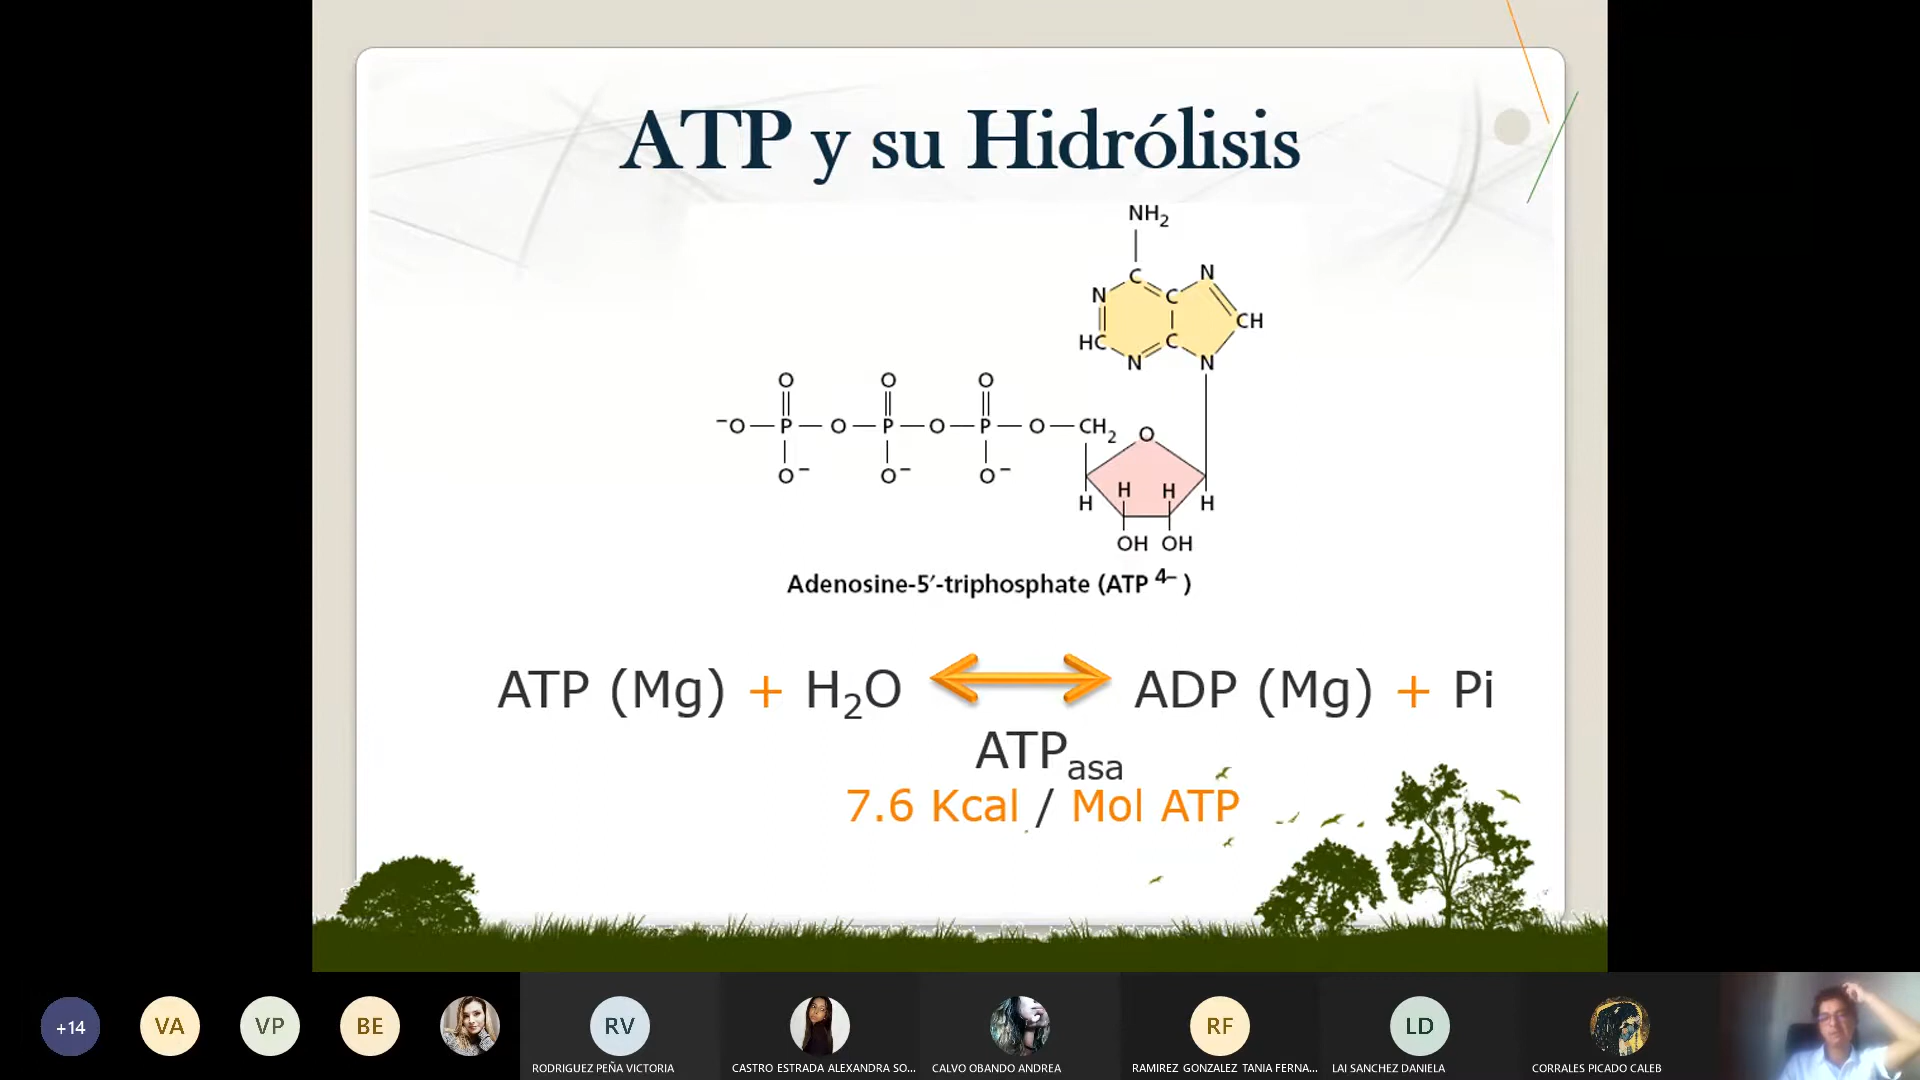 ATP y su Hidrólisis
NH2
C
N
N
C
CH
HC
C
N
N
O
O
O
⁻O — P — O — P — O — P — O — CH2
O
O⁻
O⁻
O⁻
H
H
H
H
OH OH
Adenosine-5′-triphosphate (ATP 4– )
ATP (Mg) + H2O ⟷ ADP (Mg) + Pi
ATPasa
7.6 Kcal / Mol ATP
+14
VA
VP
BE
RV
RF
LD
RODRIGUEZ PEÑA VICTORIA
CASTRO ESTRADA ALEXANDRA SO...
CALVO OBANDO ANDREA
RAMIREZ GONZALEZ TANIA FERNA...
LAI SANCHEZ DANIELA
CORRALES PICADO CALEB